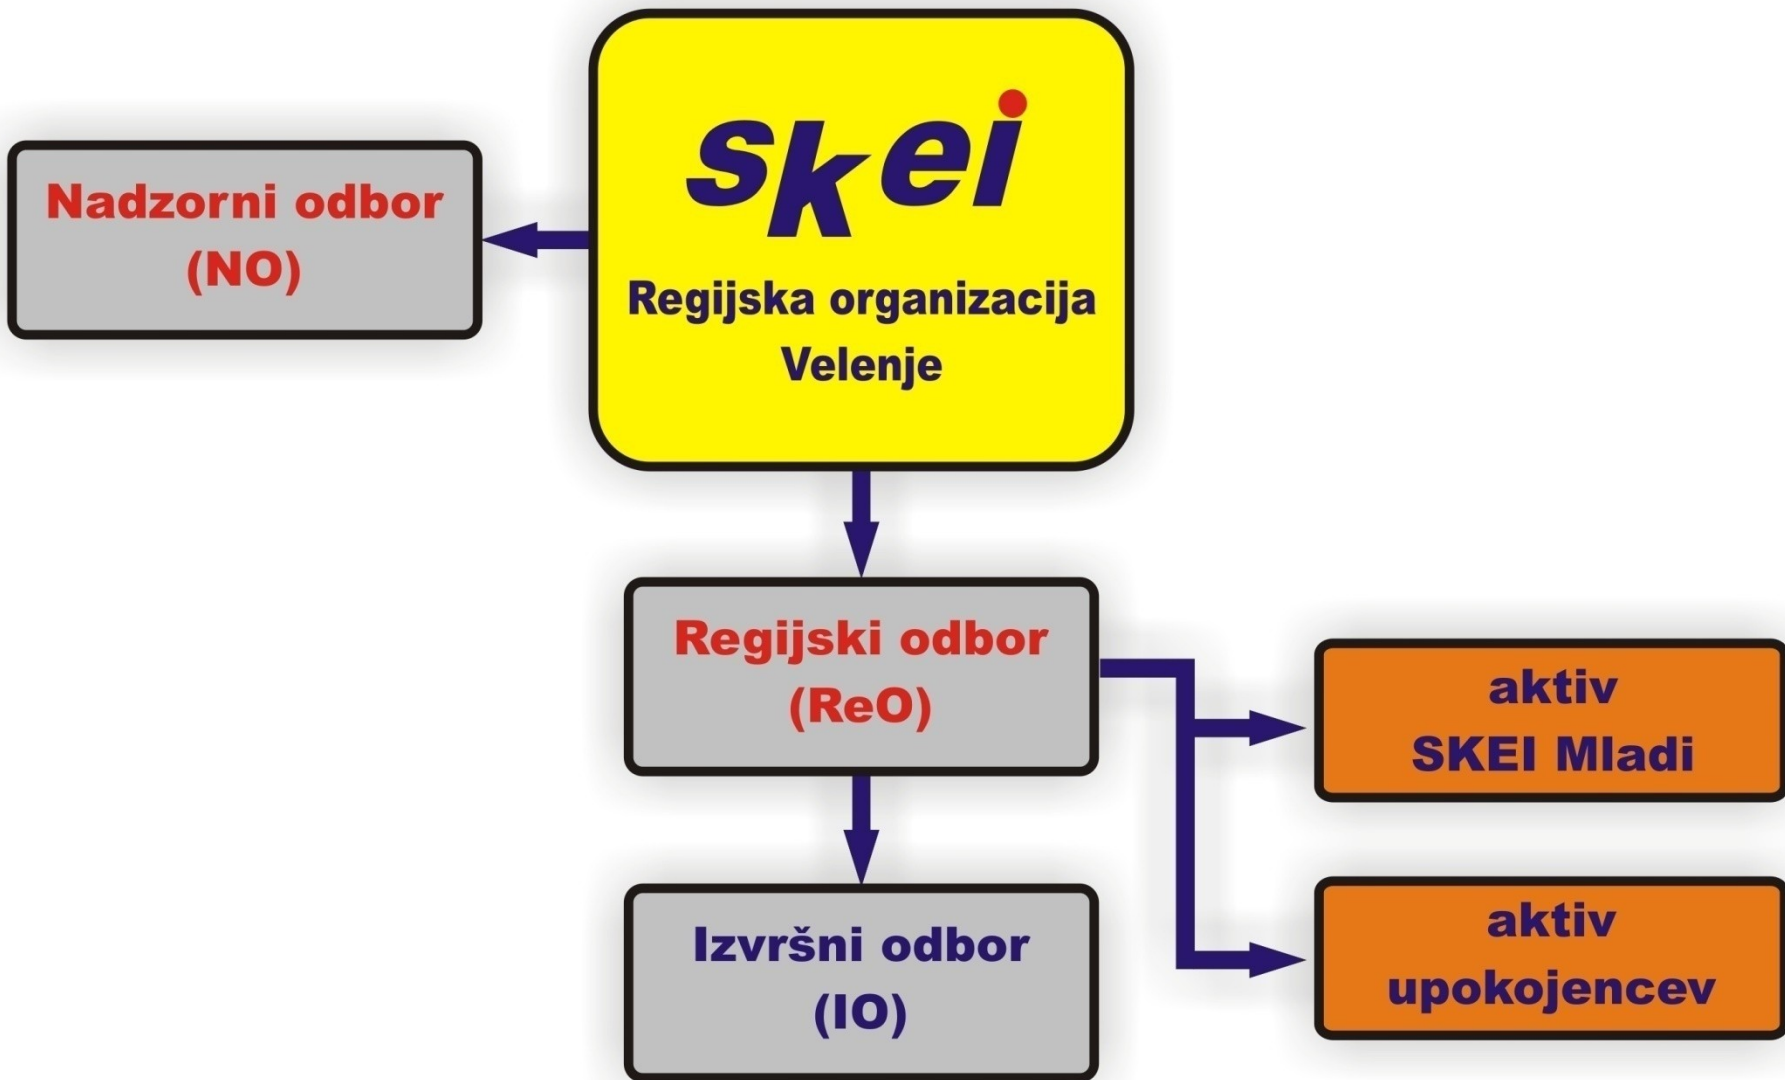 skei
Regijska organizacija
Velenje
Nadzorni odbor
(NO)
Regijski odbor
(ReO)
aktiv
SKEI Mladi
Izvršni odbor
(IO)
aktiv
upokojencev